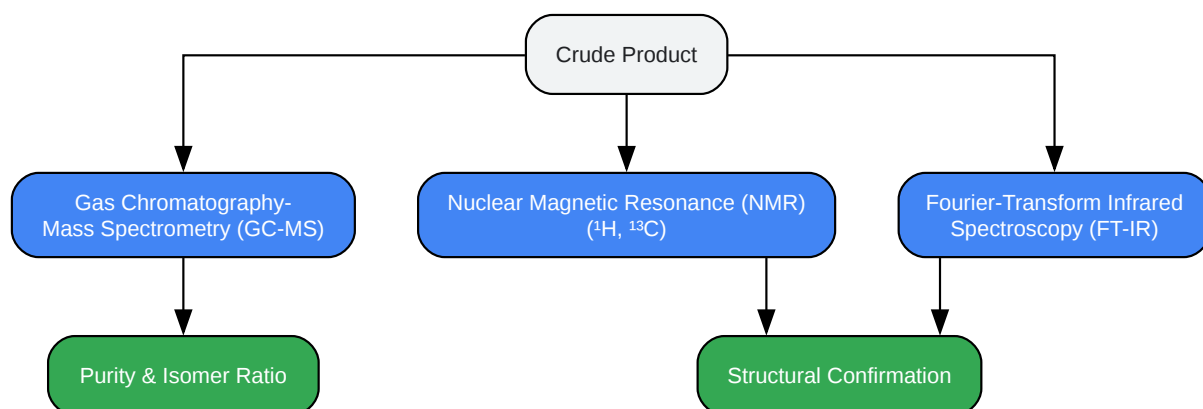 Crude Product
Gas Chromatography-
Mass Spectrometry (GC-MS)
Nuclear Magnetic Resonance (NMR)
(¹H, ¹³C)
Fourier-Transform Infrared
Spectroscopy (FT-IR)
Purity & Isomer Ratio
Structural Confirmation